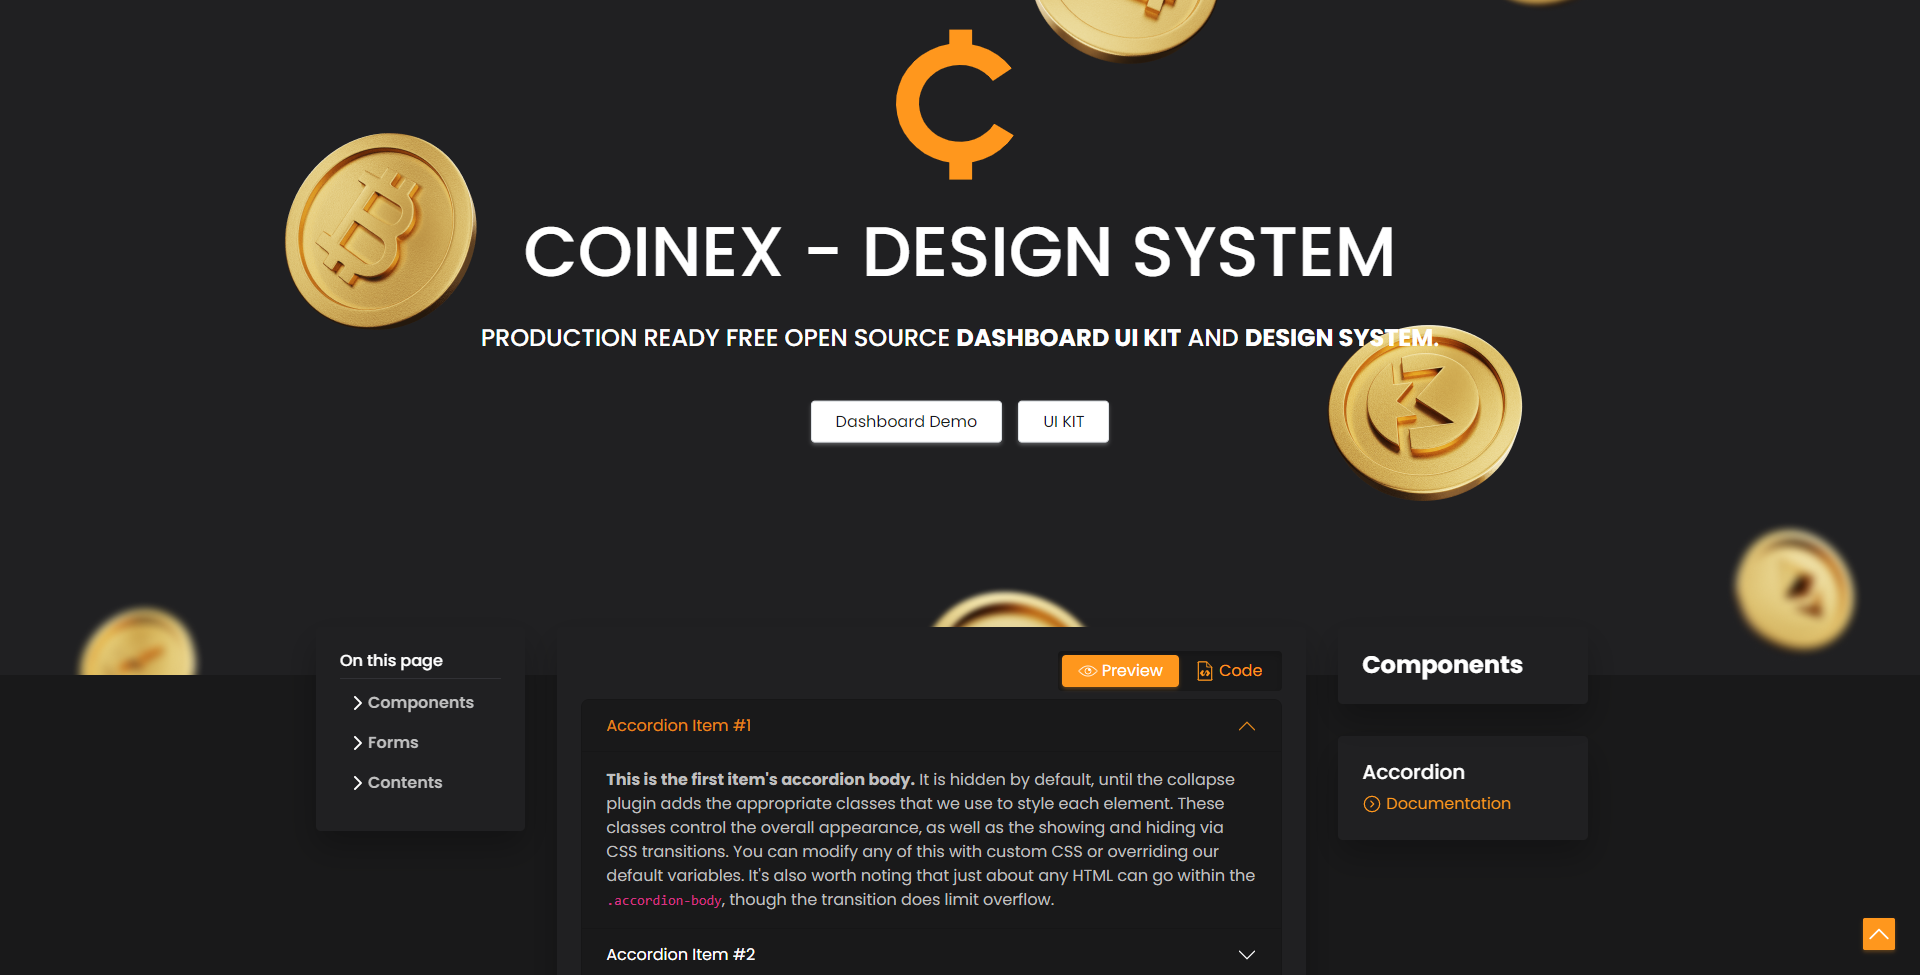 COINEX - DESIGN SYSTEM
PRODUCTION READY FREE OPEN SOURCE DASHBOARD UI KIT AND DESIGN SYSTEM.
Dashboard Demo
UI KIT
On this page
Components
Forms
Contents
Preview
Code
Accordion Item #1
This is the first item's accordion body. It is hidden by default, until the collapse
plugin adds the appropriate classes that we use to style each element. These
classes control the overall appearance, as well as the showing and hiding via
CSS transitions. You can modify any of this with custom CSS or overriding our
default variables. It's also worth noting that just about any HTML can go within the
.accordion-body, though the transition does limit overflow.
Accordion Item #2
Components
Accordion
Documentation